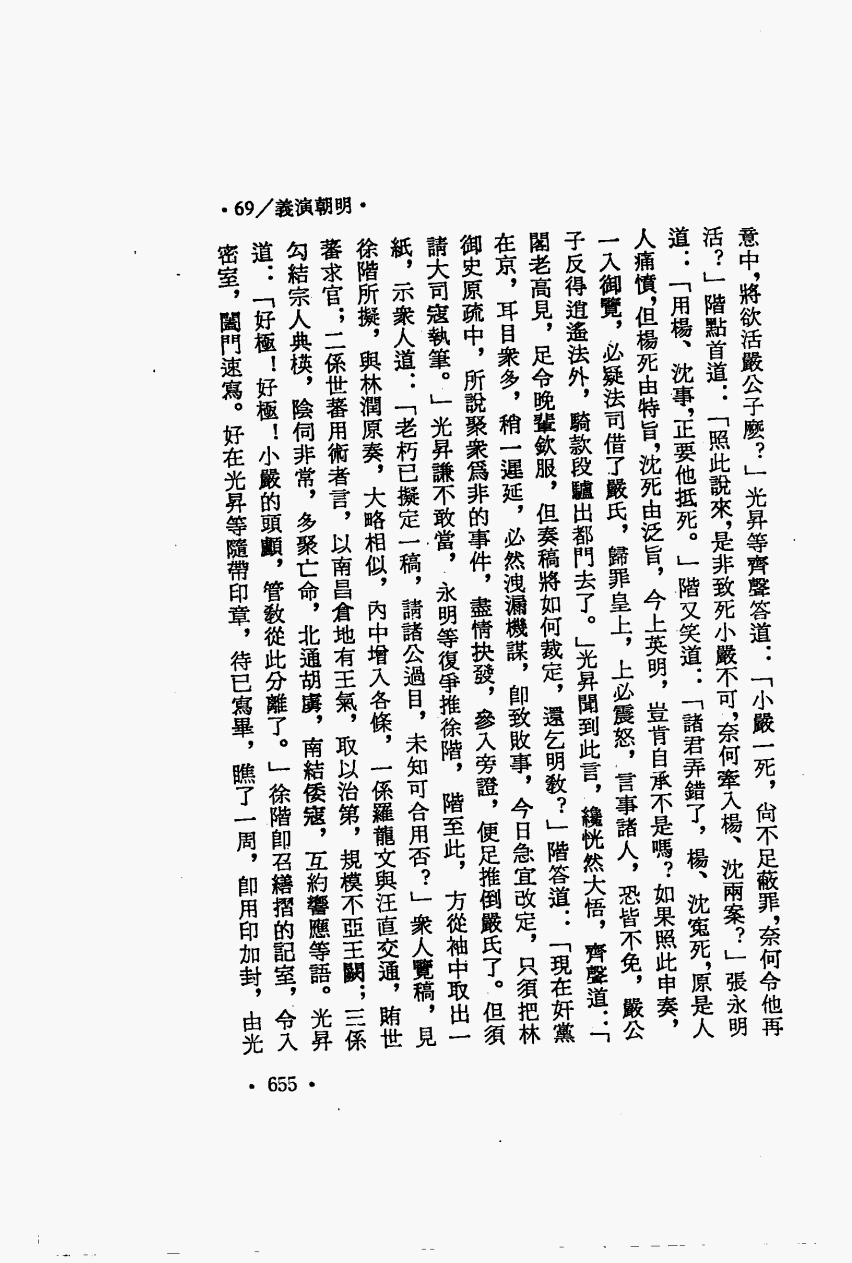 ·69／義演朝明·
意中，將欲活嚴公子麽？」光昇等齊聲答道：「小嚴一死，尙不足蔽罪，奈何令他再
活？」階點首道：「照此說來，是非致死小嚴不可，奈何牽入楊、沈兩案？」張永明
道：「用楊、沈事，正要他抵死。」階又笑道：「諸君弄錯了，楊、沈寃死，原是人
人痛憤，但楊死由特旨，沈死由泛旨，今上英明，豈肯自承不是嗎？如果照此申奏，
一入御覽，必疑法司借了嚴氏，歸罪皇上，上必震怒，言事諸人，恐皆不免，嚴公
子反得逍遙法外，騎款段驢出都門去了。」光昇聞到此言，纔恍然大悟，齊聲道：「
閣老高見，足令晚輩欽服，但奏稿將如何裁定，還乞明敎？」階答道：「現在奸黨
在京，耳目衆多，稍一遲延，必然洩漏機謀，卽致敗事，今日急宜改定，只須把林
御史原疏中，所說聚衆爲非的事件，盡情抉發，參入旁證，便足推倒嚴氏了。但須
請大司寇執筆。」光昇謙不敢當，永明等復爭推徐階，階至此，方從袖中取出一
紙，示衆人道：「老朽已擬定一稿，請諸公過目，未知可合用否？」衆人覽稿，見
徐階所擬，與林潤原奏，大略相似，內中增入各條，一係羅龍文與汪直交通，賄世
蕃求官；二係世蕃用術者言，以南昌倉地有王氣，取以治第，規模不亞王闕；三係
勾結宗人典楧，陰伺非常，多聚亡命，北通胡虜，南結倭寇，互約響應等語。光昇
道：「好極！好極！小嚴的頭顱，管敎從此分離了。」徐階卽召繕摺的記室，令入
密室，闔門速寫。好在光昇等隨帶印章，待已寫畢，瞧了一周，卽用印加封，由光
·655·